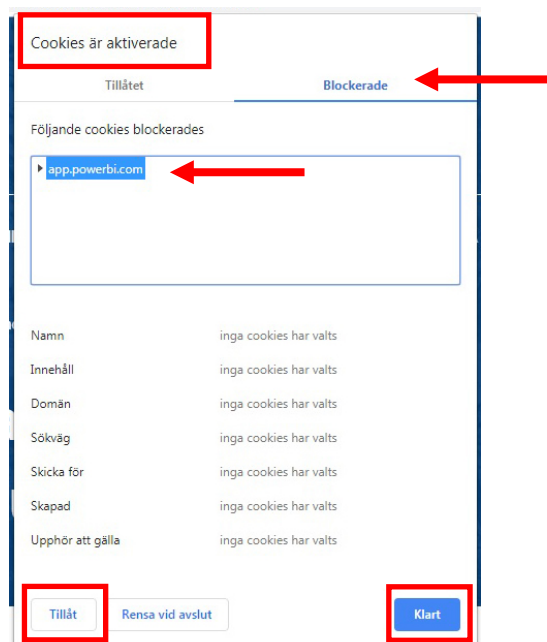 Cookies är aktiverade
Tillåtet Blockerade
Följande cookies blockerades
app.powerbi.com
Namn inga cookies har valts
Innehåll inga cookies har valts
Domän inga cookies har valts
Sökväg inga cookies har valts
Skicka för inga cookies har valts
Skapad inga cookies har valts
Upphör att gälla inga cookies har valts
Tillåt Rensa vid avslut Klart